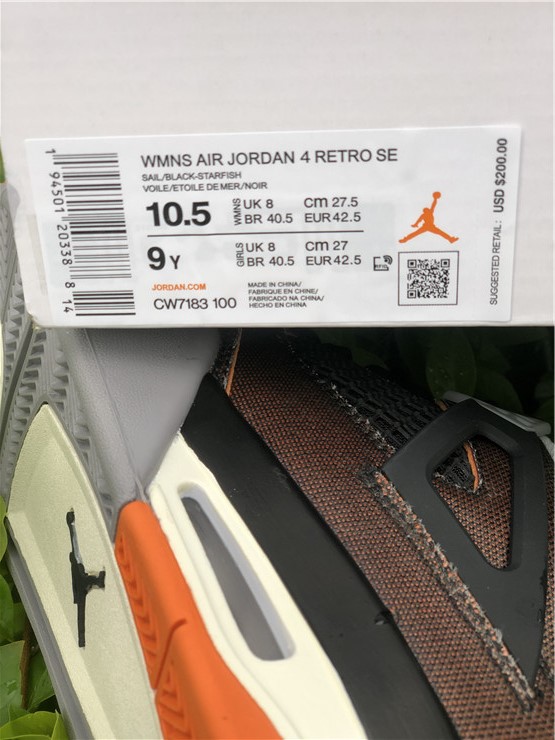 WMNS AIR JORDAN 4 RETRO SE
SAIL/BLACK-STARFISH
VOILE/ETOILE DE MER/NOIR
10.5 WMNS UK 8 Cm 27.5
BR 40.5 EUR 42.5
9Y GIRLS UK 8 Cm 27
BR 40.5 EUR 42.5
JORDAN.COM
CW7183 100
MADE IN CHINA/
FABRIQUE EN CHINE/
FABRICADO NA CHINA/
HECHO EN CHINA
RFID
SUGGESTED RETAIL: USD $200.00
1 94501 20338 8 14